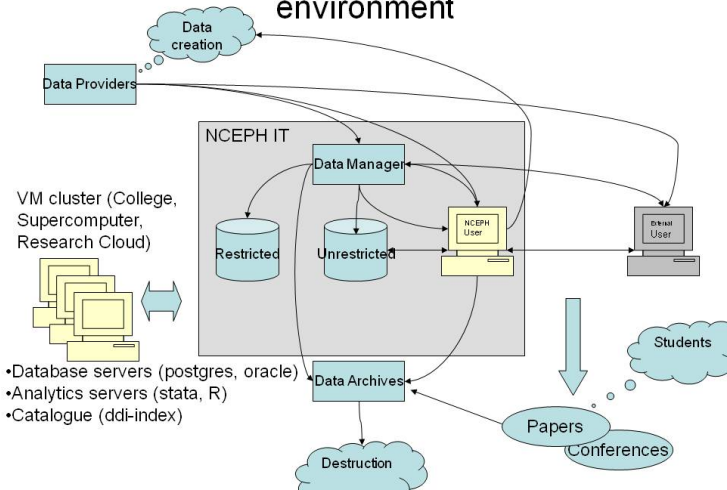 environment
Data
creation
Data Providers
NCEPH IT
Data Manager
VM cluster (College,
Supercomputer,
Research Cloud)
Restricted
Unrestricted
NCEPH
User
External
User
•Database servers (postgres, oracle)
•Analytics servers (stata, R)
•Catalogue (ddi-index)
Data Archives
Students
Papers
Conferences
Destruction